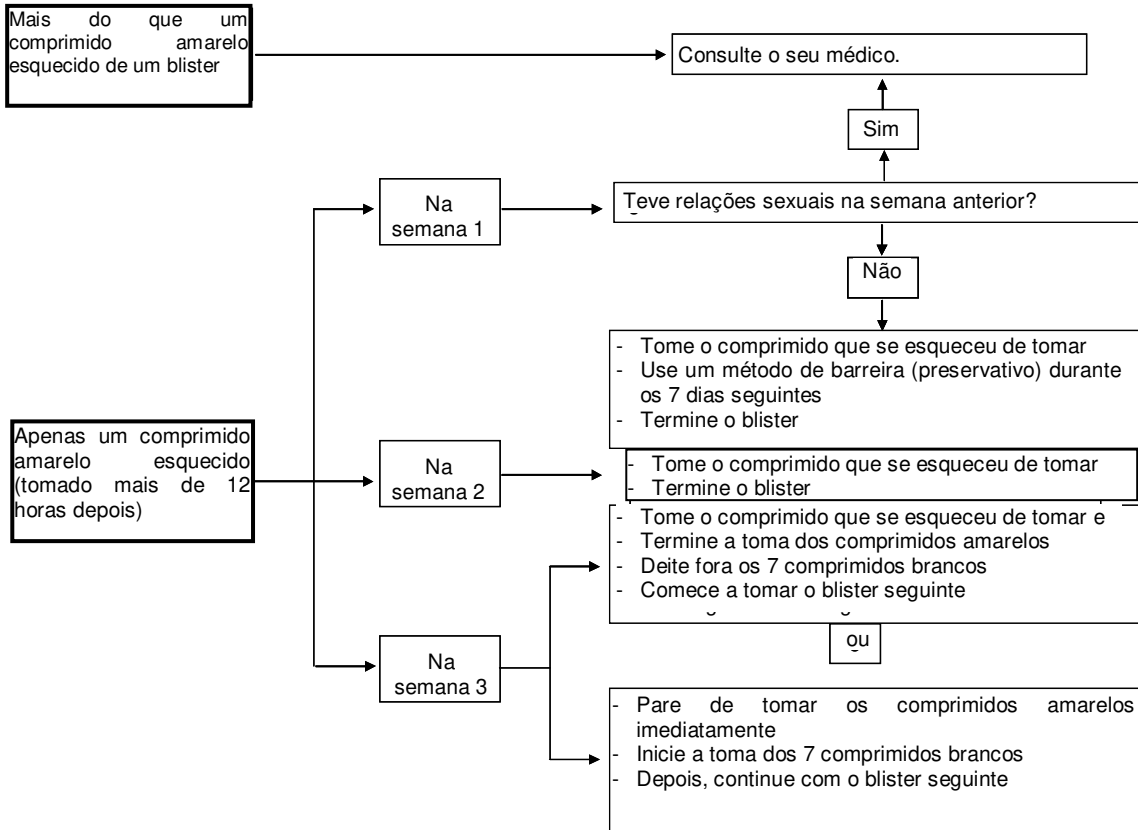 Mais do que um
comprimido amarelo
esquecido de um blister
Consulte o seu médico.
Sim
Na
semana 1
Teve relações sexuais na semana anterior?
Não
- Tome o comprimido que se esqueceu de tomar
- Use um método de barreira (preservativo) durante
os 7 dias seguintes
- Termine o blister
Apenas um comprimido
amarelo esquecido
(tomado mais de 12
horas depois)
Na
semana 2
- Tome o comprimido que se esqueceu de tomar
- Termine o blister
- Tome o comprimido que se esqueceu de tomar e
- Termine a toma dos comprimidos amarelos
- Deite fora os 7 comprimidos brancos
- Comece a tomar o blister seguinte
ou
Na
semana 3
- Pare de tomar os comprimidos amarelos
imediatamente
- Inicie a toma dos 7 comprimidos brancos
- Depois, continue com o blister seguinte